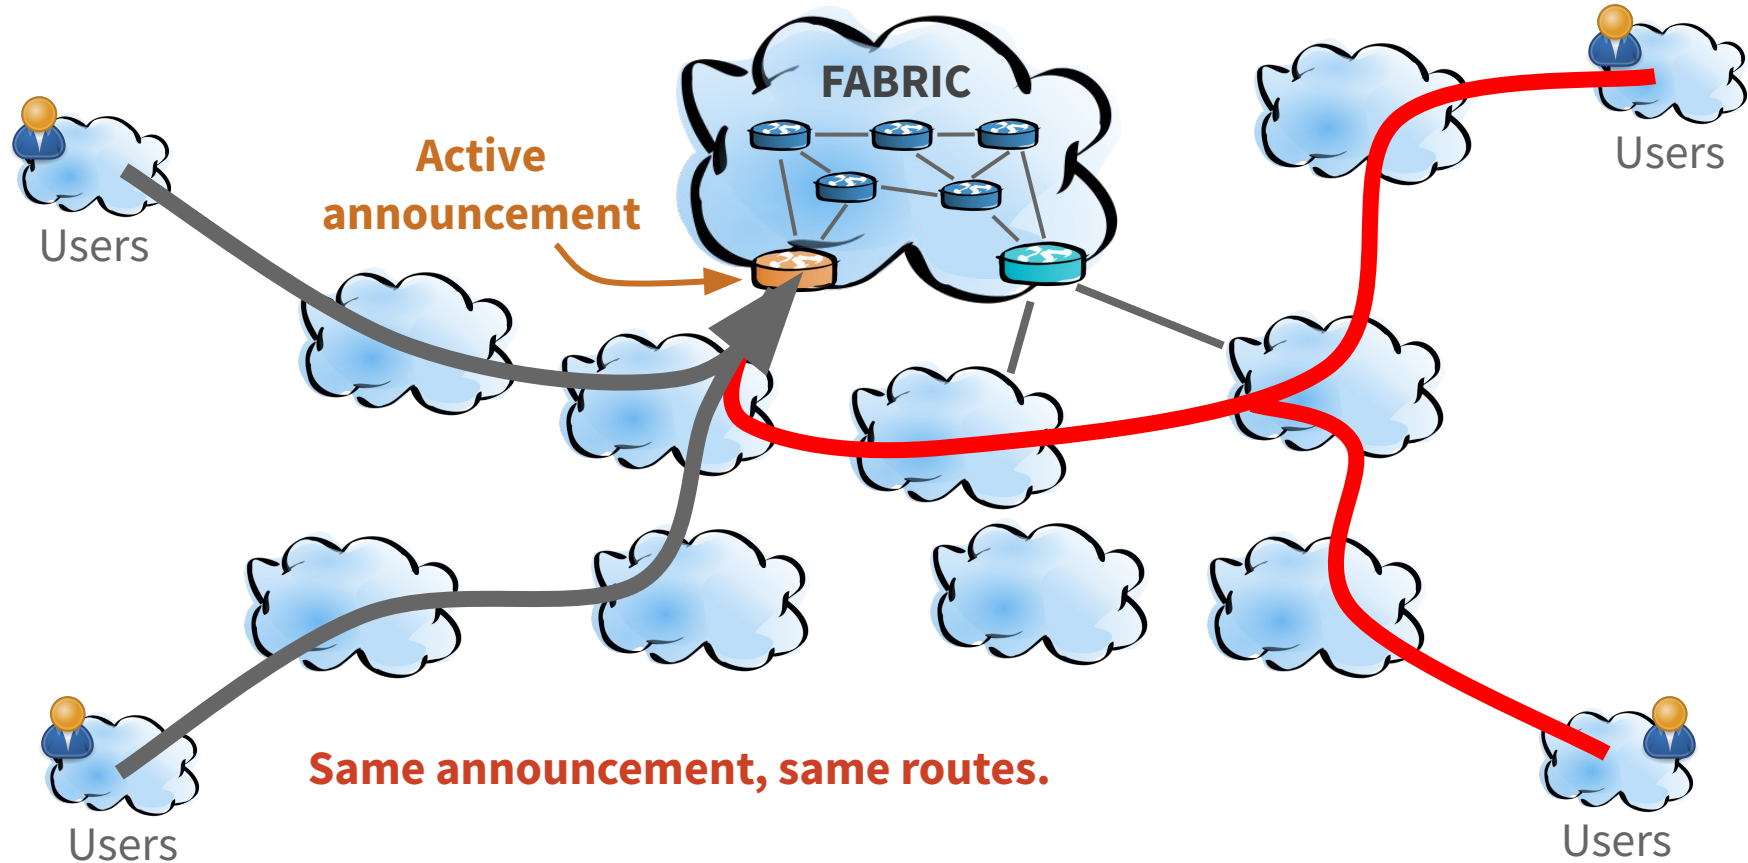 FABRIC
Users
Active
announcement
Users
Same announcement, same routes.
Users
Users